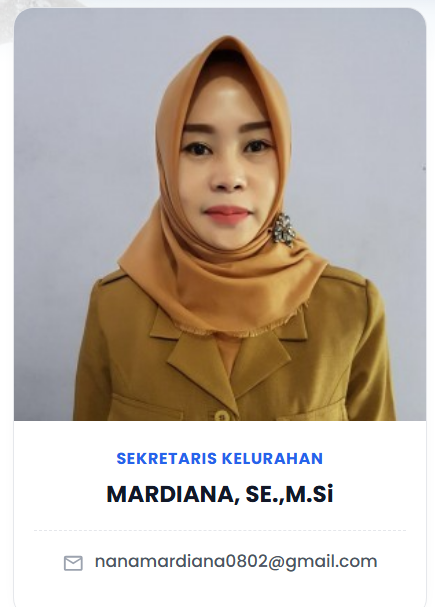 SEKRETARIS KELURAHAN
MARDIANA, SE.,M.Si
nanamardiana0802@gmail.com